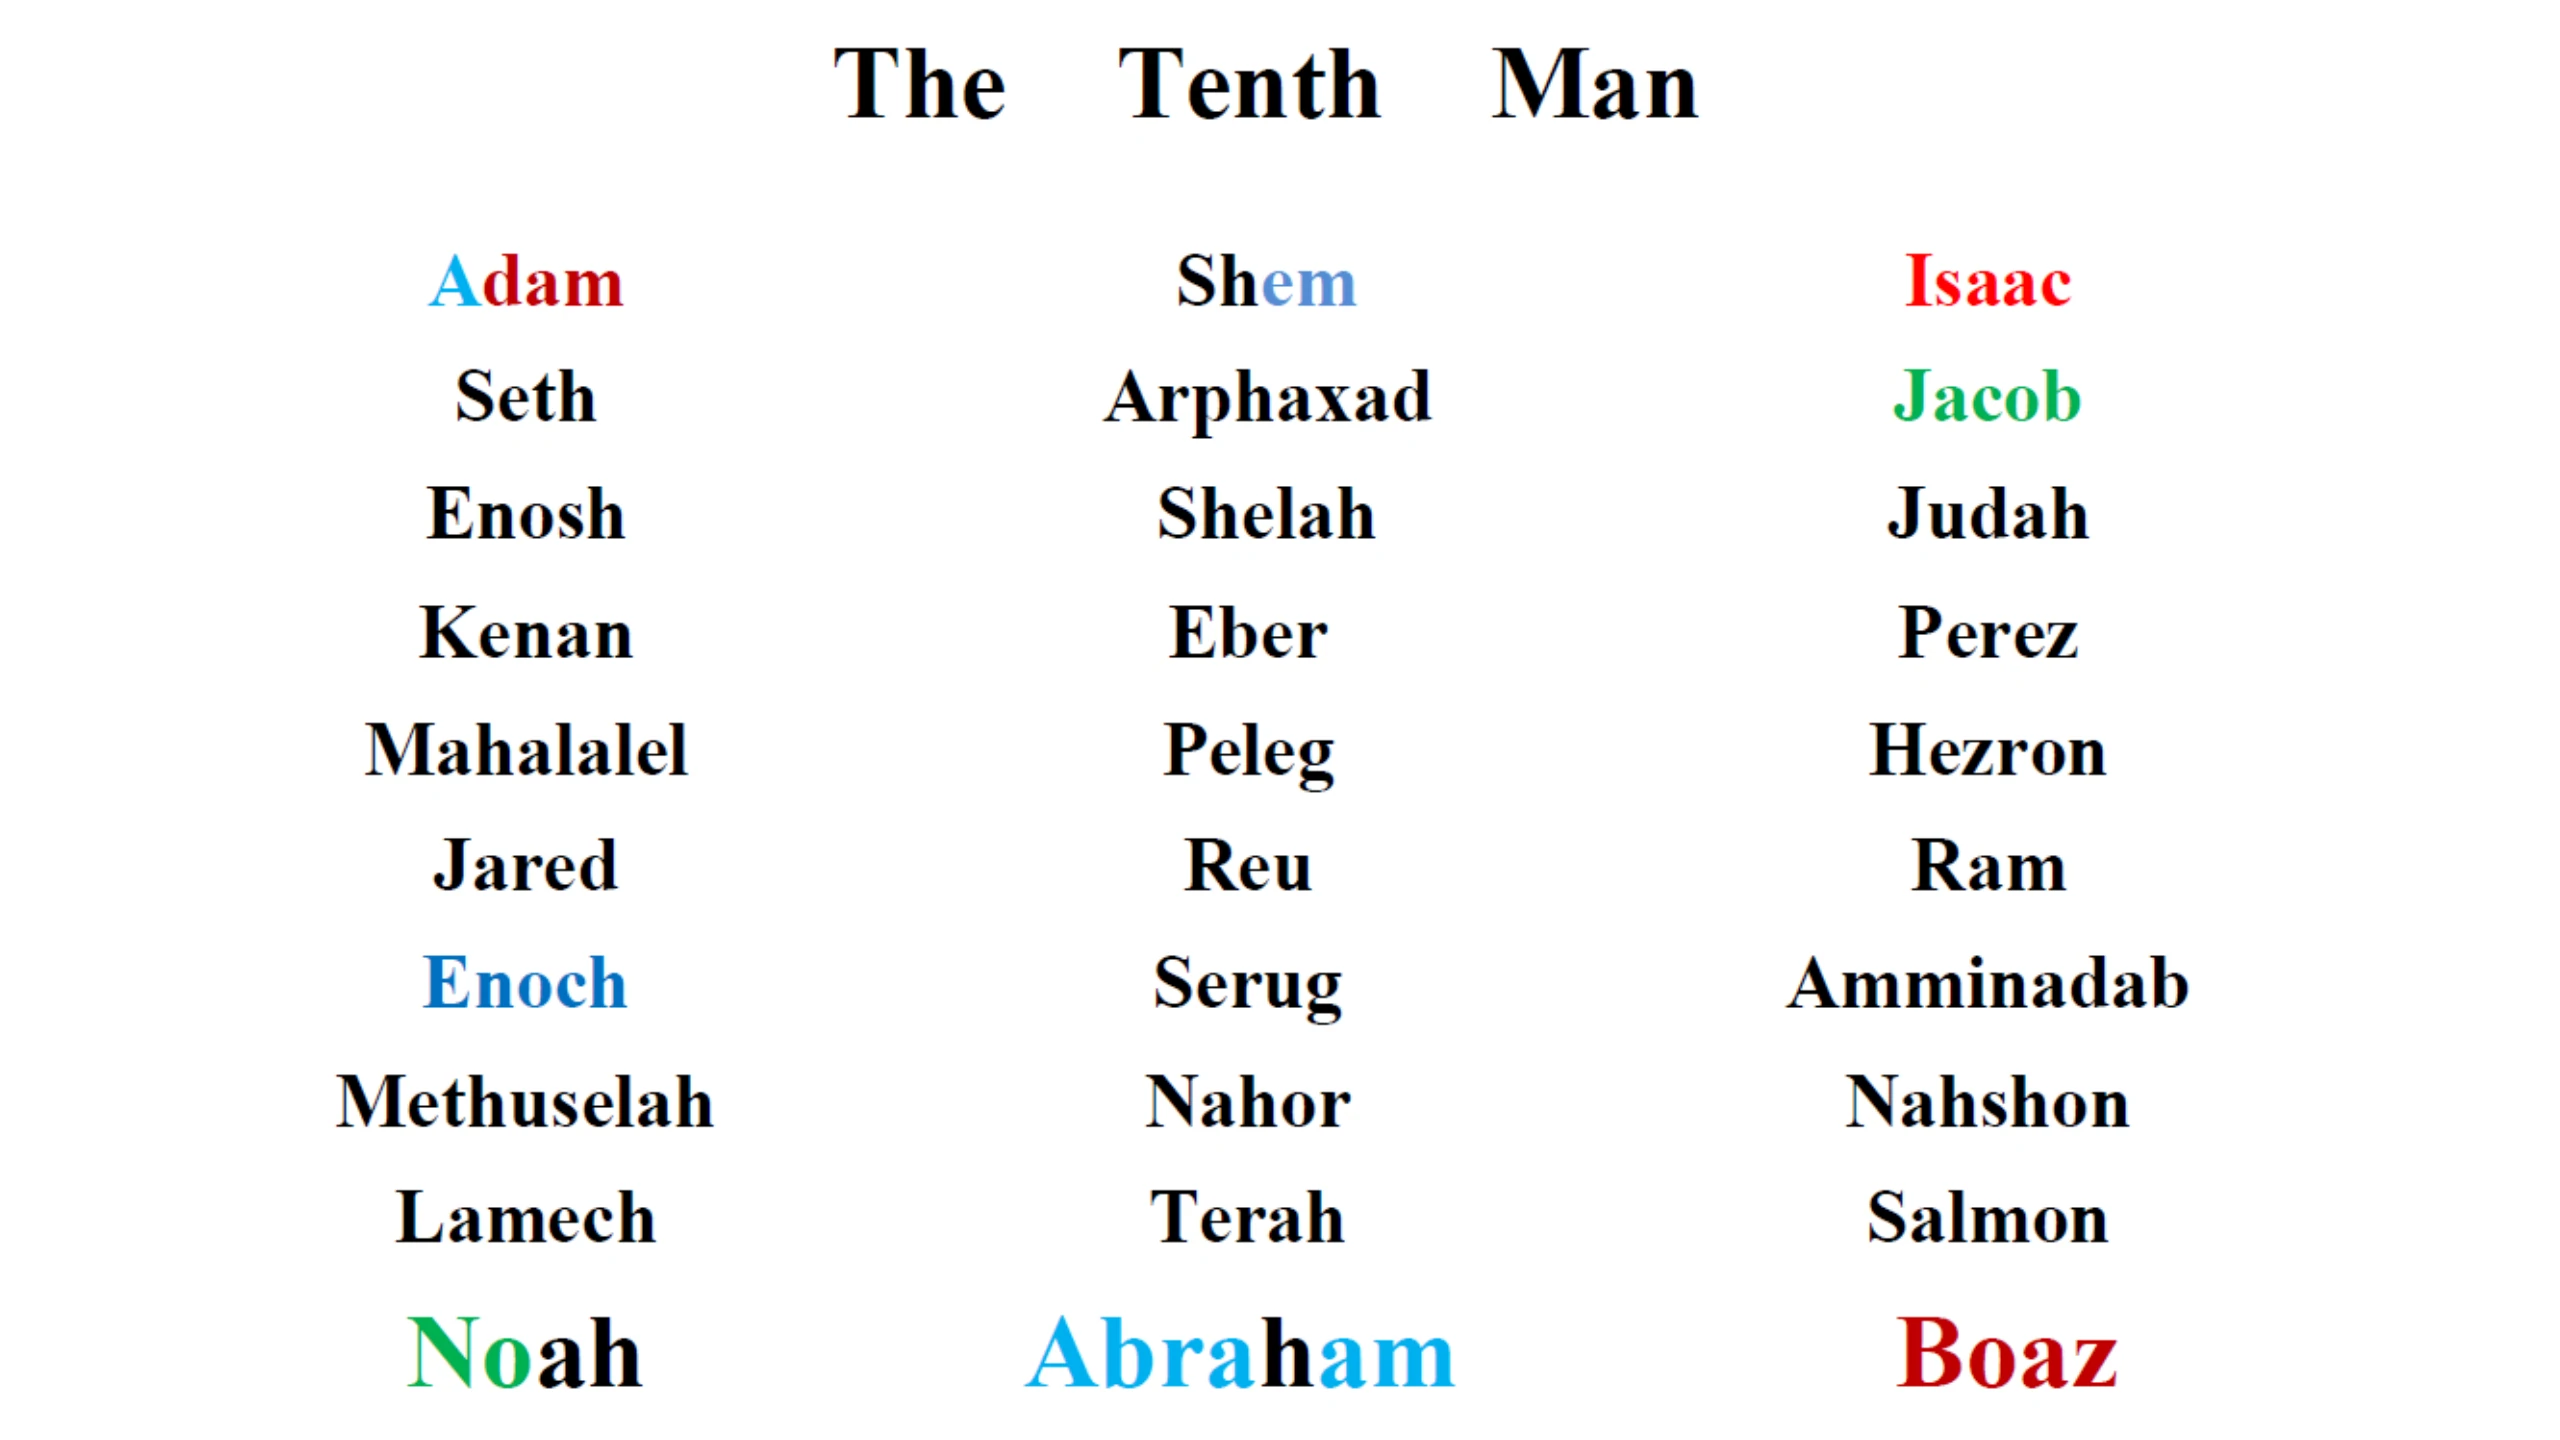 The Tenth Man
Adam Shem Isaac
Seth Arphaxad Jacob
Enosh Shelah Judah
Kenan Eber Perez
Mahalalel Peleg Hezron
Jared Reu Ram
Enoch Serug Amminadab
Methuselah Nahor Nahshon
Lamech Terah Salmon
Noah Abraham Boaz